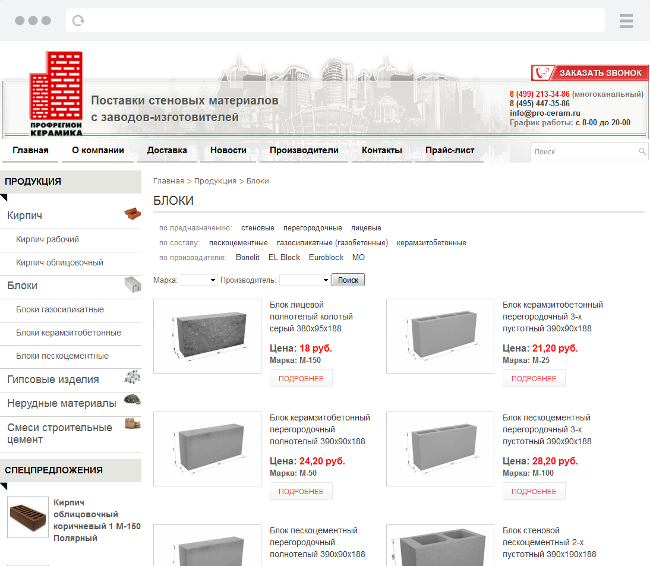 ЗАКАЗАТЬ ЗВОНОК
Поставки стеновых материалов
с заводов-изготовителей
8 (499) 213-34-86 (многоканальный)
8 (495) 447-35-86
info@pro-ceram.ru
График работы: с 8-00 до 20-00
ПРОФРЕГИОН
КЕРАМИКА
Главная О компании Доставка Новости Производители Контакты Прайс-лист Поиск
ПРОДУКЦИЯ
Кирпич
Кирпич рабочий
Кирпич облицовочный
Блоки
Блоки газосиликатные
Блоки керамзитобетонные
Блоки пескоцементные
Гипсовые изделия
Нерудные материалы
Смеси строительные
цемент
СПЕЦПРЕДЛОЖЕНИЯ
Кирпич
облицовочный
коричневый 1 М-150
Полярный
Главная > Продукция > Блоки
БЛОКИ
по предназначению: стеновые перегородочные лицевые
по составу: пескоцементные газосиликатные (газобетонные) керамзитобетонные
по производителю: Bonolit EL Block Euroblock МО
Марка: Производитель: Поиск
Блок лицевой
полнотелый колотый
серый 380х95х188
Цена: 18 руб.
Марка: М-150
ПОДРОБНЕЕ
Блок керамзитобетонный
перегородочный 3-х
пустотный 390х90х188
Цена: 21,20 руб.
Марка: М-25
ПОДРОБНЕЕ
Блок керамзитобетонный
перегородочный
полнотелый 390х90х188
Цена: 24,20 руб.
Марка: М-50
ПОДРОБНЕЕ
Блок пескоцементный
перегородочный 3-х
пустотный 390х90х188
Цена: 28,20 руб.
Марка: М-100
ПОДРОБНЕЕ
Блок пескоцементный
перегородочный
полнотелый 390х90х188
Блок стеновой
пескоцементный 2-х
пустотный 390х190х188